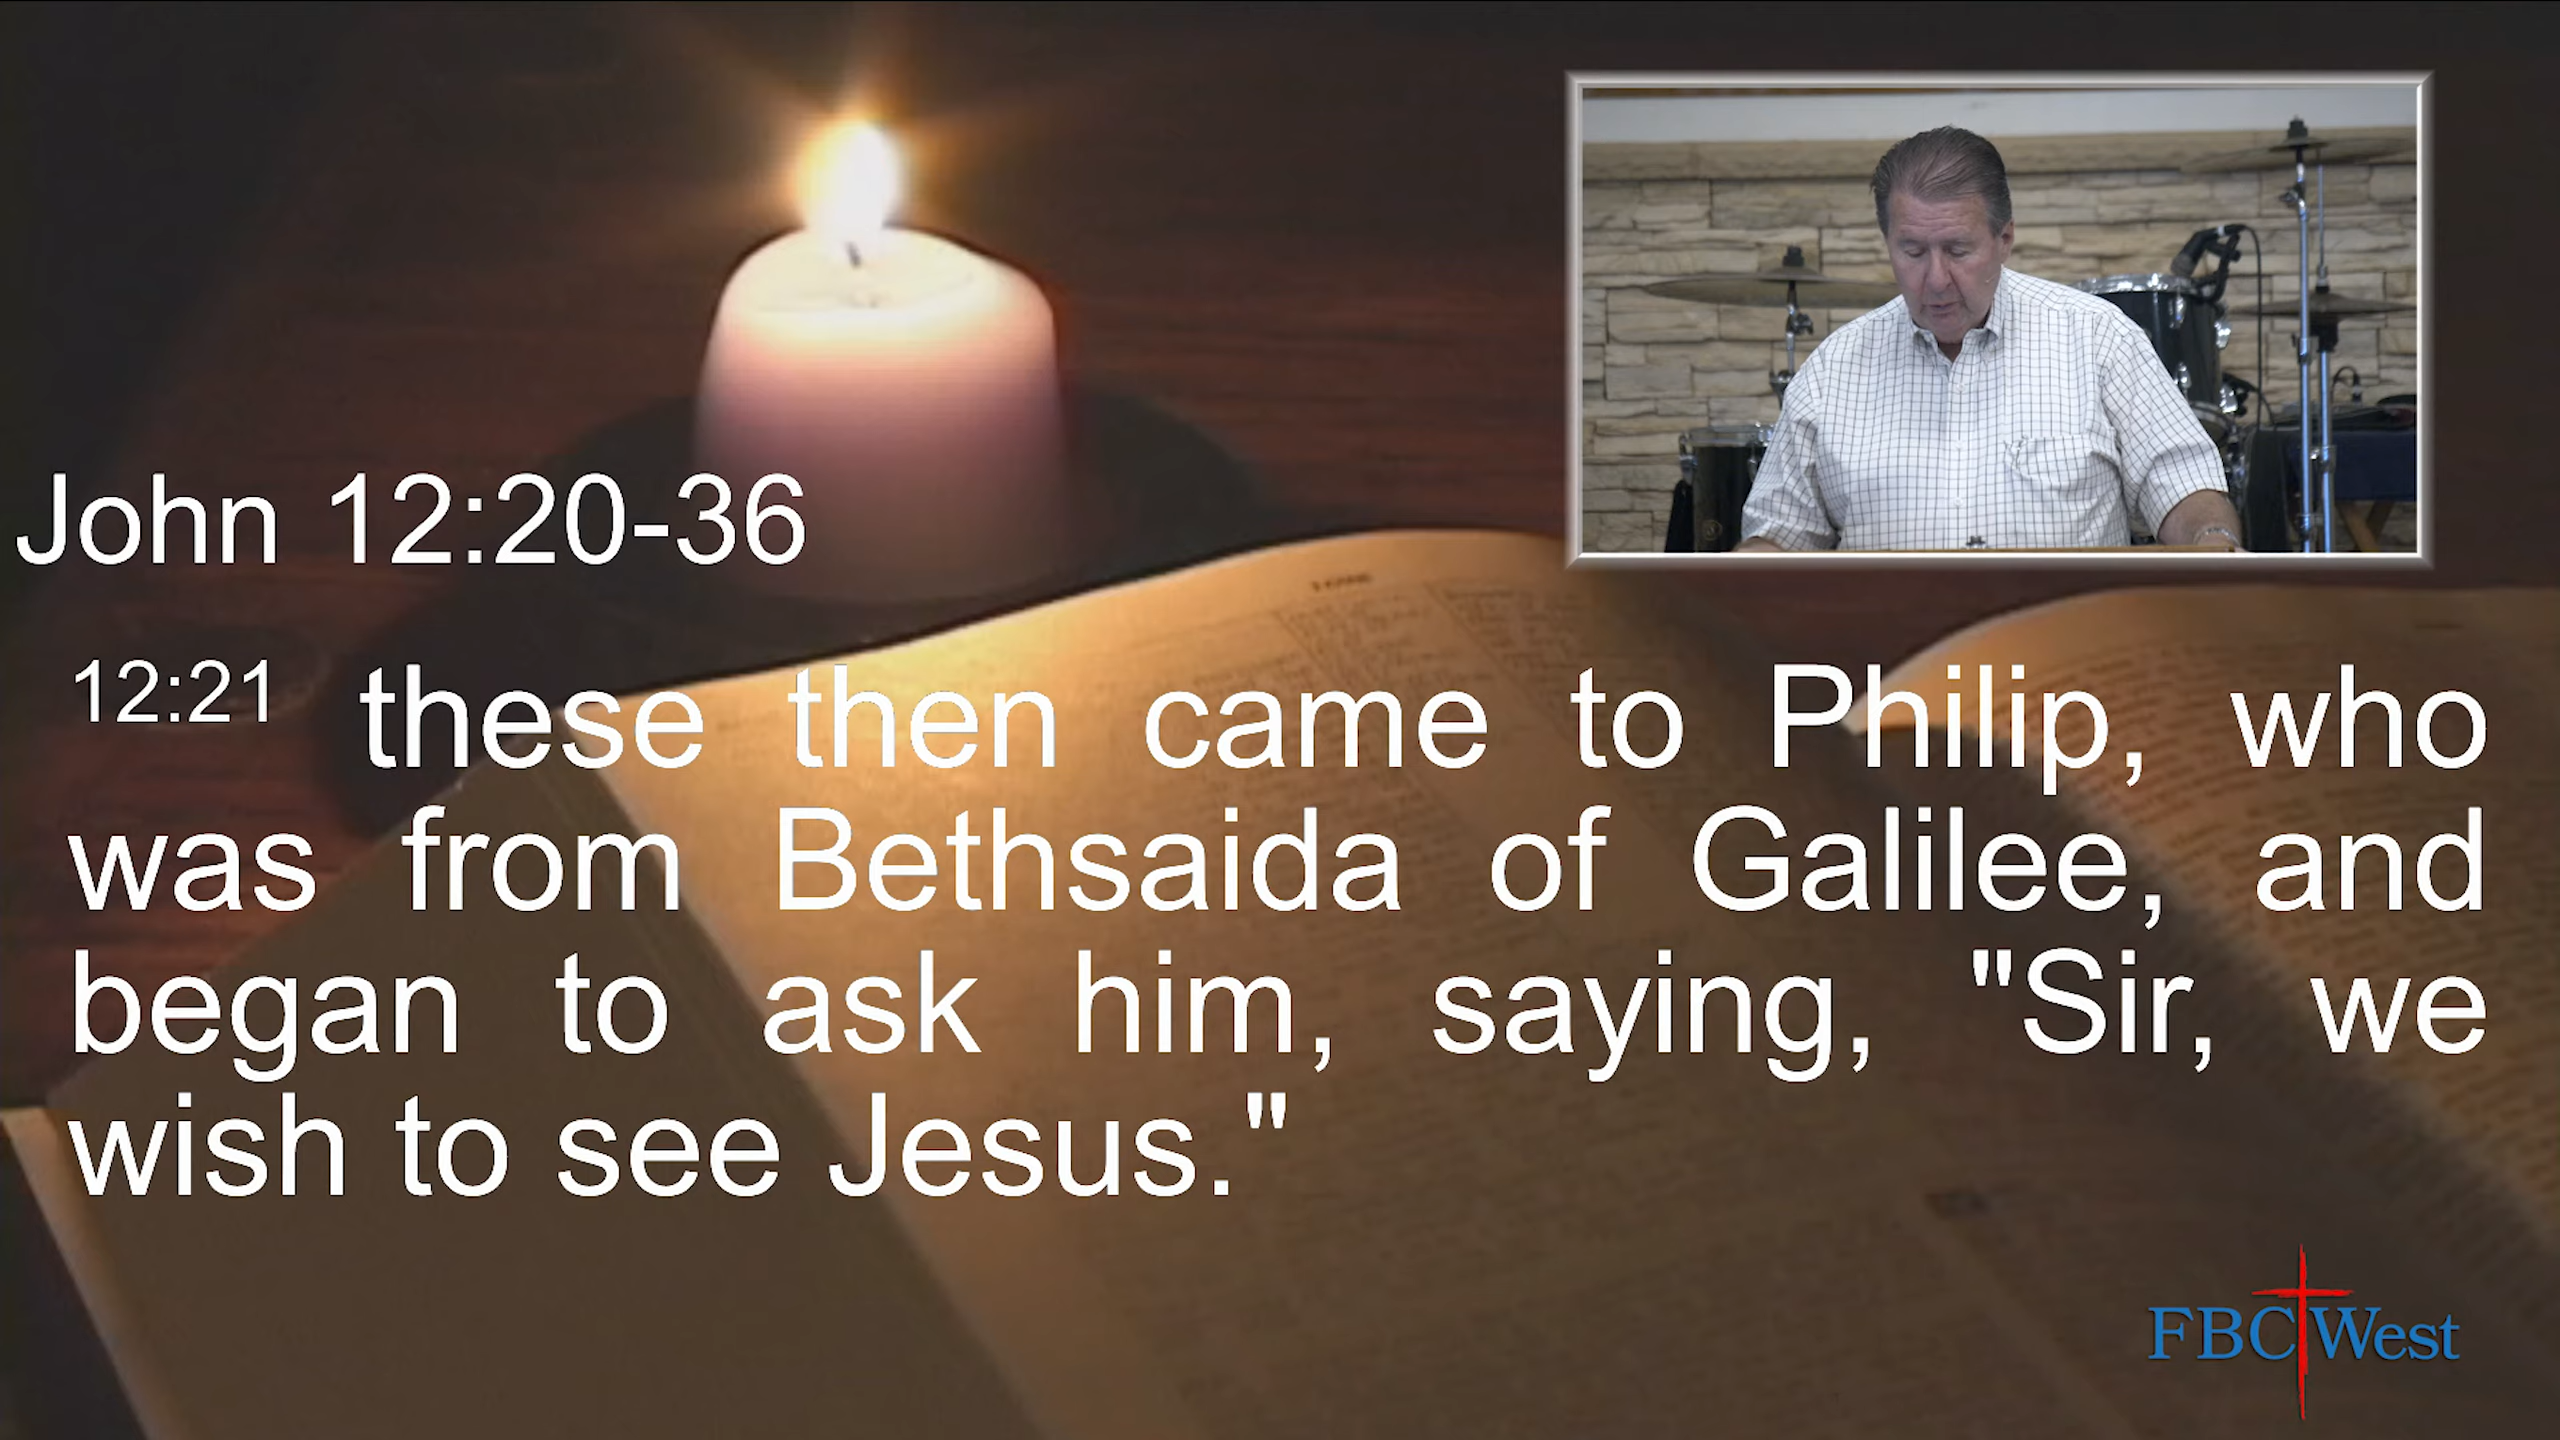 John 12:20-36
12:21 these then came to Philip, who
was from Bethsaida of Galilee, and
began to ask him, saying, "Sir, we
wish to see Jesus."
FBC West